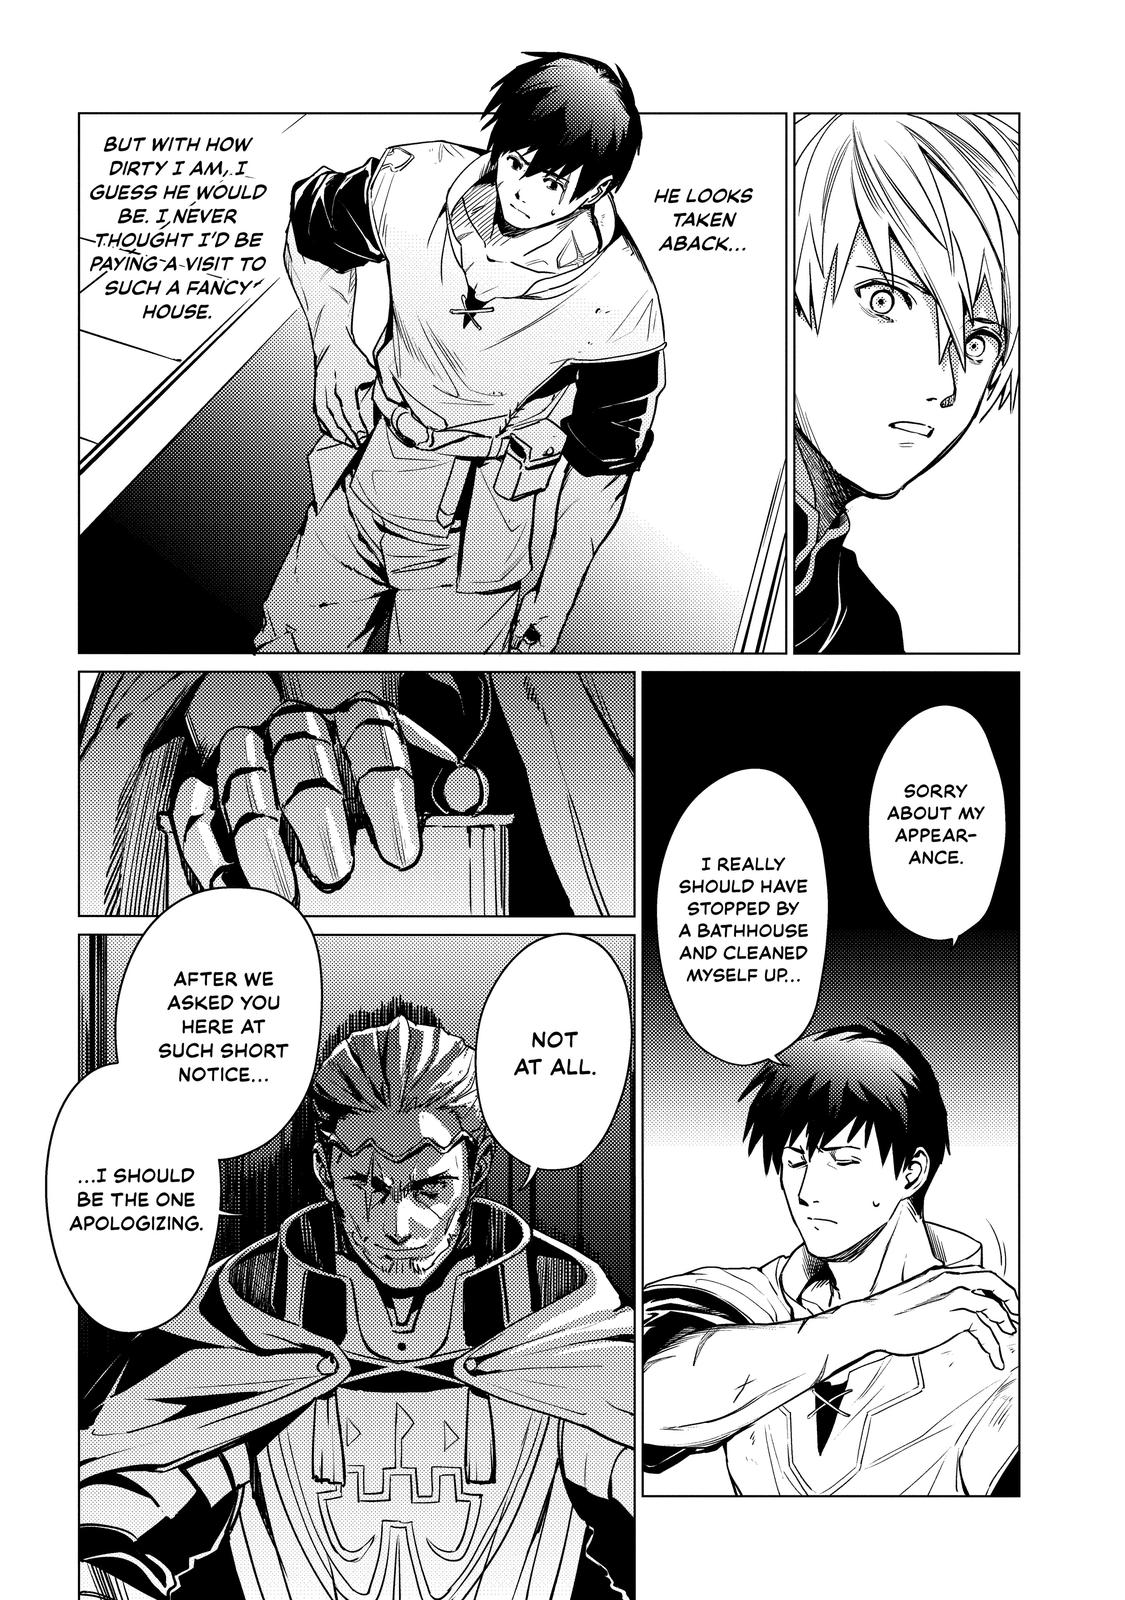 HE LOOKS
TAKEN
ABACK...
BUT WITH HOW
DIRTY I AM, I
GUESS HE WOULD
BE. I NEVER
THOUGHT I'D BE
PAYING A VISIT TO
SUCH A FANCY
HOUSE.
SORRY
ABOUT MY
APPEAR-
ANCE.
I REALLY
SHOULD HAVE
STOPPED BY
A BATHHOUSE
AND CLEANED
MYSELF UP...
NOT
AT ALL.
AFTER WE
ASKED YOU
HERE AT
SUCH SHORT
NOTICE...
...I SHOULD
BE THE ONE
APOLOGIZING.